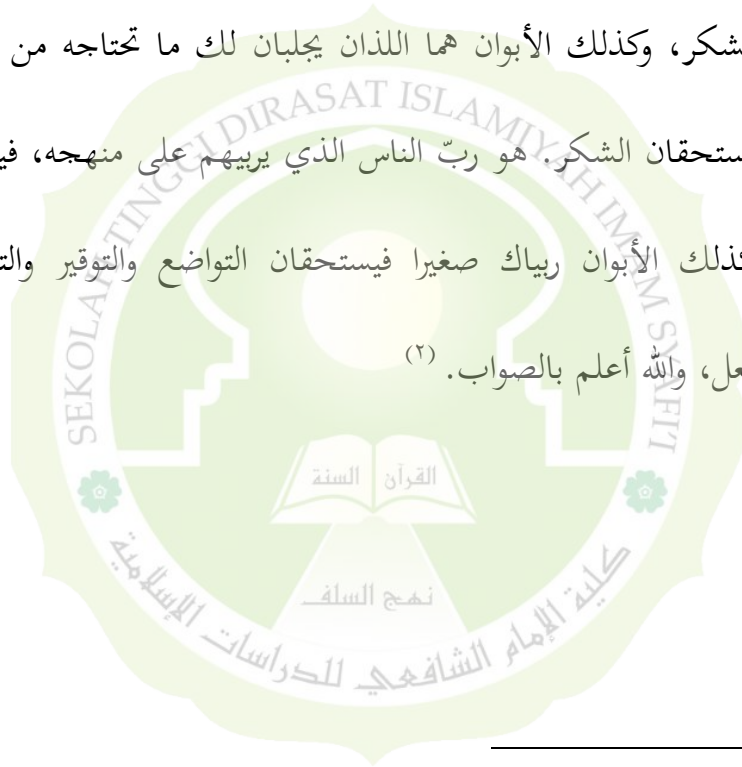 شكر، وكذلك الأبوان هما اللذان يجلبان لك ما تحتاجه من
ستحقان الشكر. هو ربّ الناس الذي يربيهم على منهجه، في
كذلك الأبوان ربياك صغيرا فيستحقان التواضع والتوقير والت
عل، والله أعلم بالصواب. (٢)
SEKOLAH TINGGI DIRASAT ISLAMIYAH IMAM SYAFI'I
القرآن السنة
نهج السلف
كلية الإمام الشافعي للدراسات الإسلامية